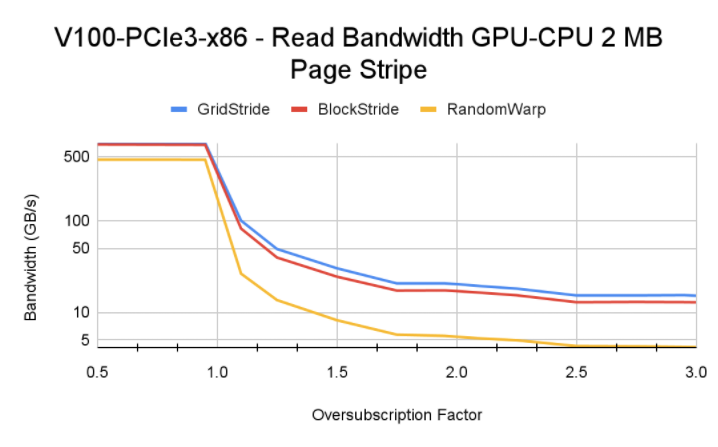 V100-PCIe3-x86 - Read Bandwidth GPU-CPU 2 MB
Page Stripe
GridStride BlockStride RandomWarp
Bandwidth (GB/s)
500
100
50
10
5
0.5 1.0 1.5 2.0 2.5 3.0
Oversubscription Factor